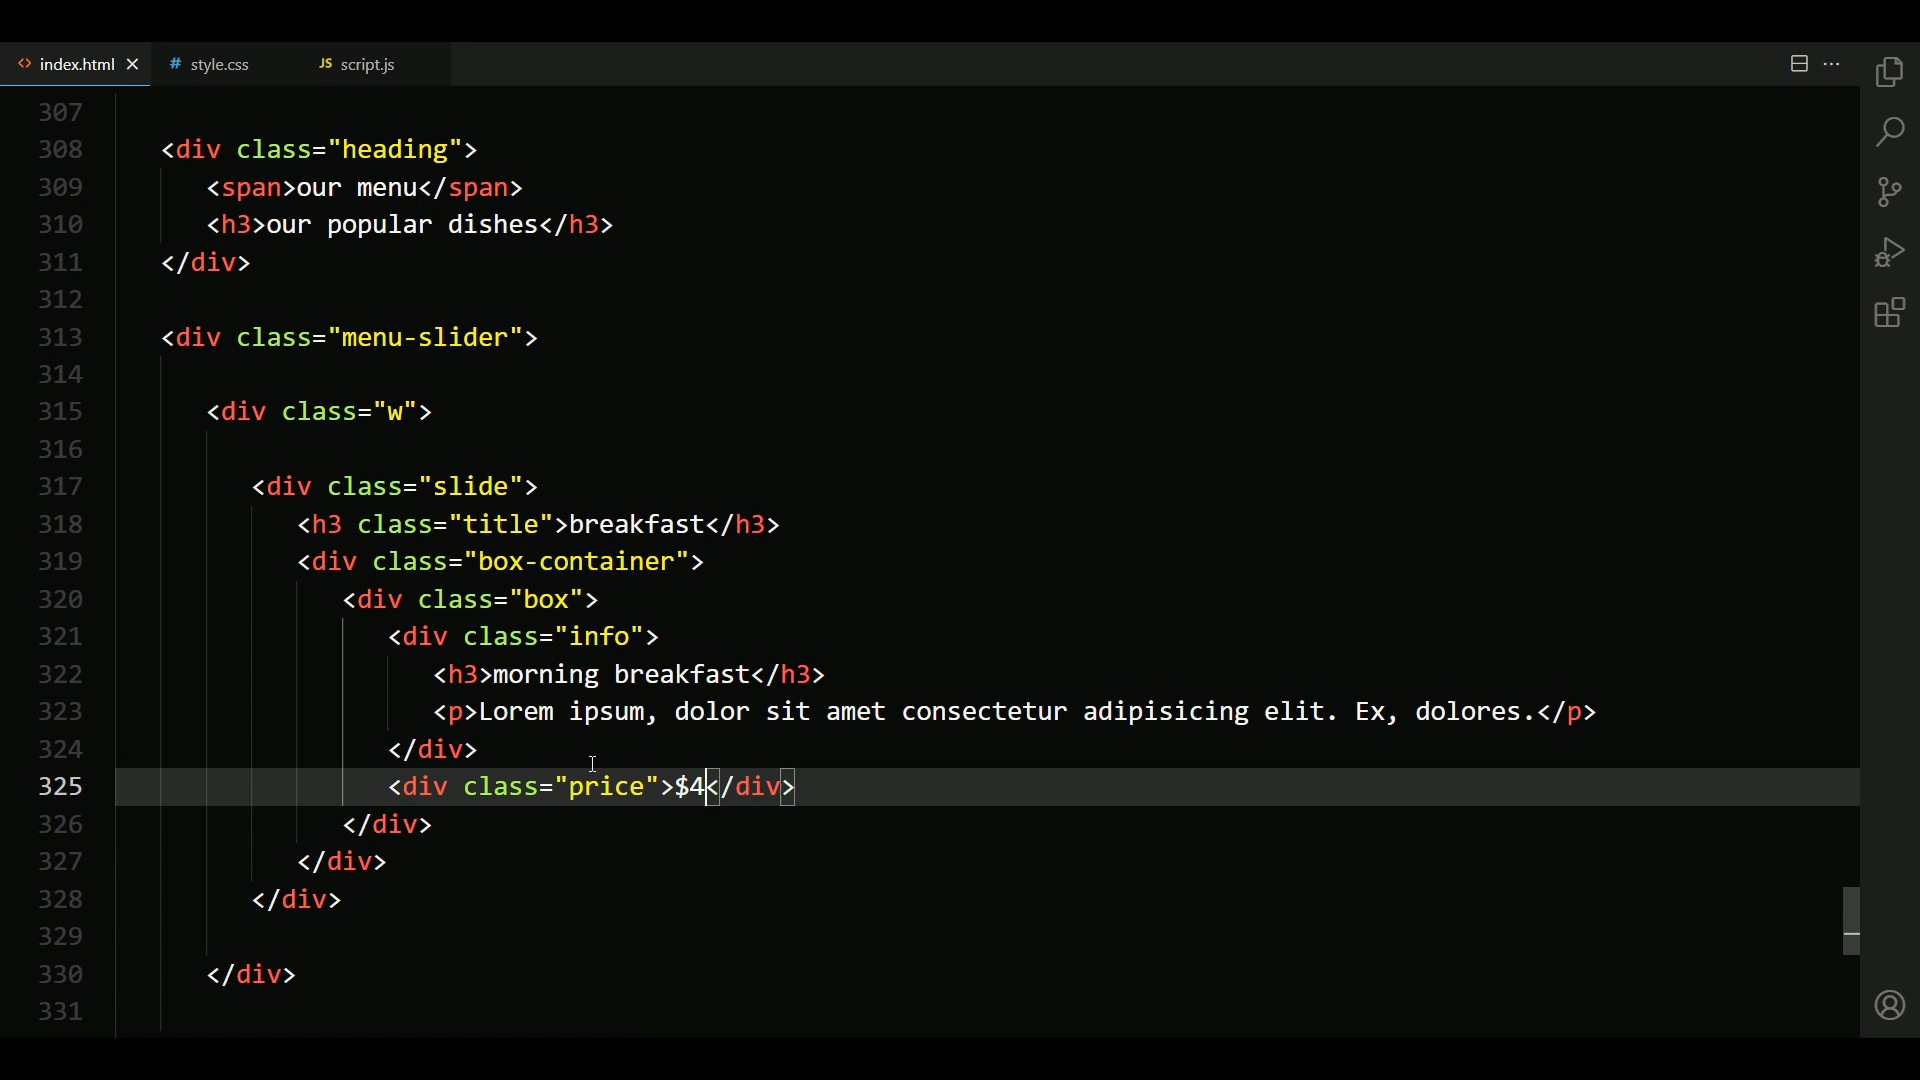 <> index.html × # style.css JS script.js
307
308 <div class="heading">
309 <span>our menu</span>
310 <h3>our popular dishes</h3>
311 </div>
312
313 <div class="menu-slider">
314
315 <div class="w">
316
317 <div class="slide">
318 <h3 class="title">breakfast</h3>
319 <div class="box-container">
320 <div class="box">
321 <div class="info">
322 <h3>morning breakfast</h3>
323 <p>Lorem ipsum, dolor sit amet consectetur adipisicing elit. Ex, dolores.</p>
324 </div>
325 <div class="price">$4</div>
326 </div>
327 </div>
328 </div>
329
330 </div>
331